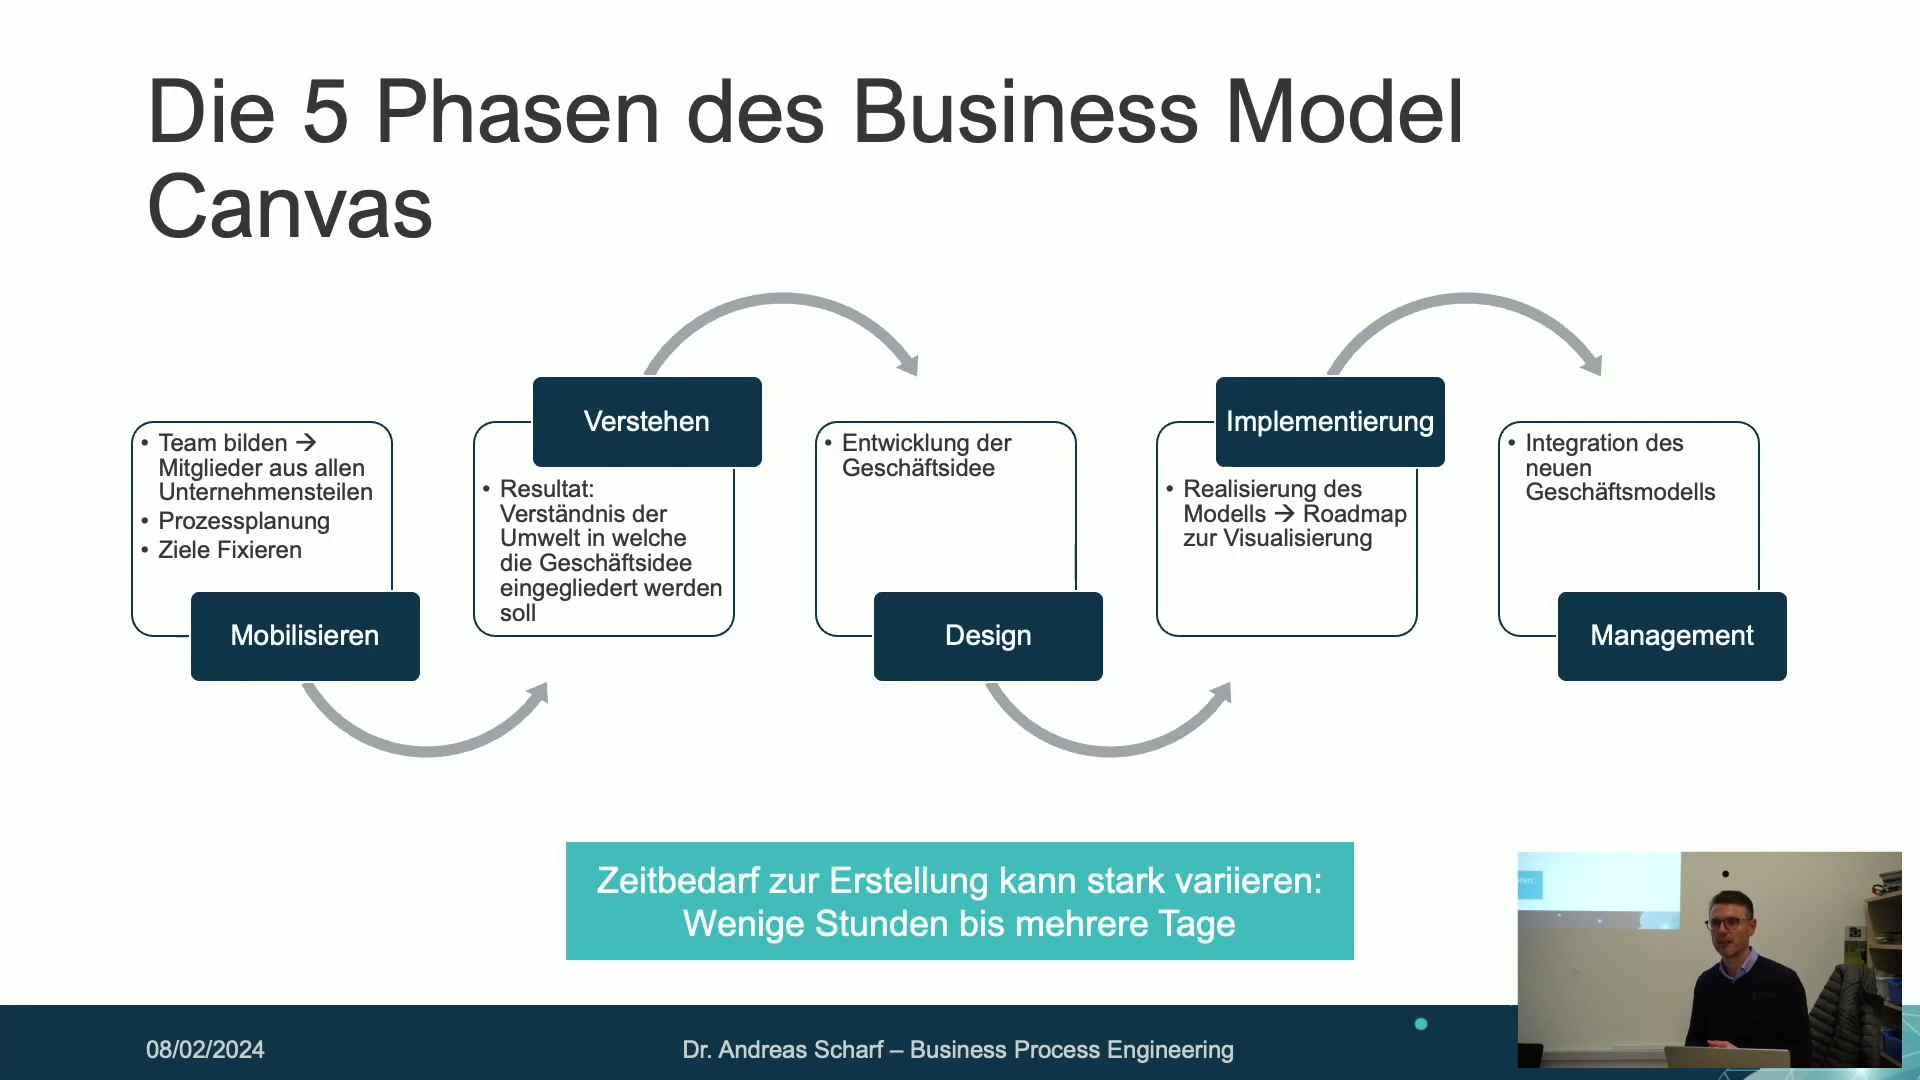 Die 5 Phasen des Business Model
Canvas
• Team bilden →
Mitglieder aus allen
Unternehmensteilen
• Prozessplanung
• Ziele Fixieren
Mobilisieren
Verstehen
• Resultat:
Verständnis der
Umwelt in welche
die Geschäftsidee
eingegliedert werden
soll
• Entwicklung der
Geschäftsidee
Design
Implementierung
• Realisierung des
Modells → Roadmap
zur Visualisierung
• Integration des
neuen
Geschäftsmodells
Management
Zeitbedarf zur Erstellung kann stark variieren:
Wenige Stunden bis mehrere Tage
08/02/2024
Dr. Andreas Scharf – Business Process Engineering